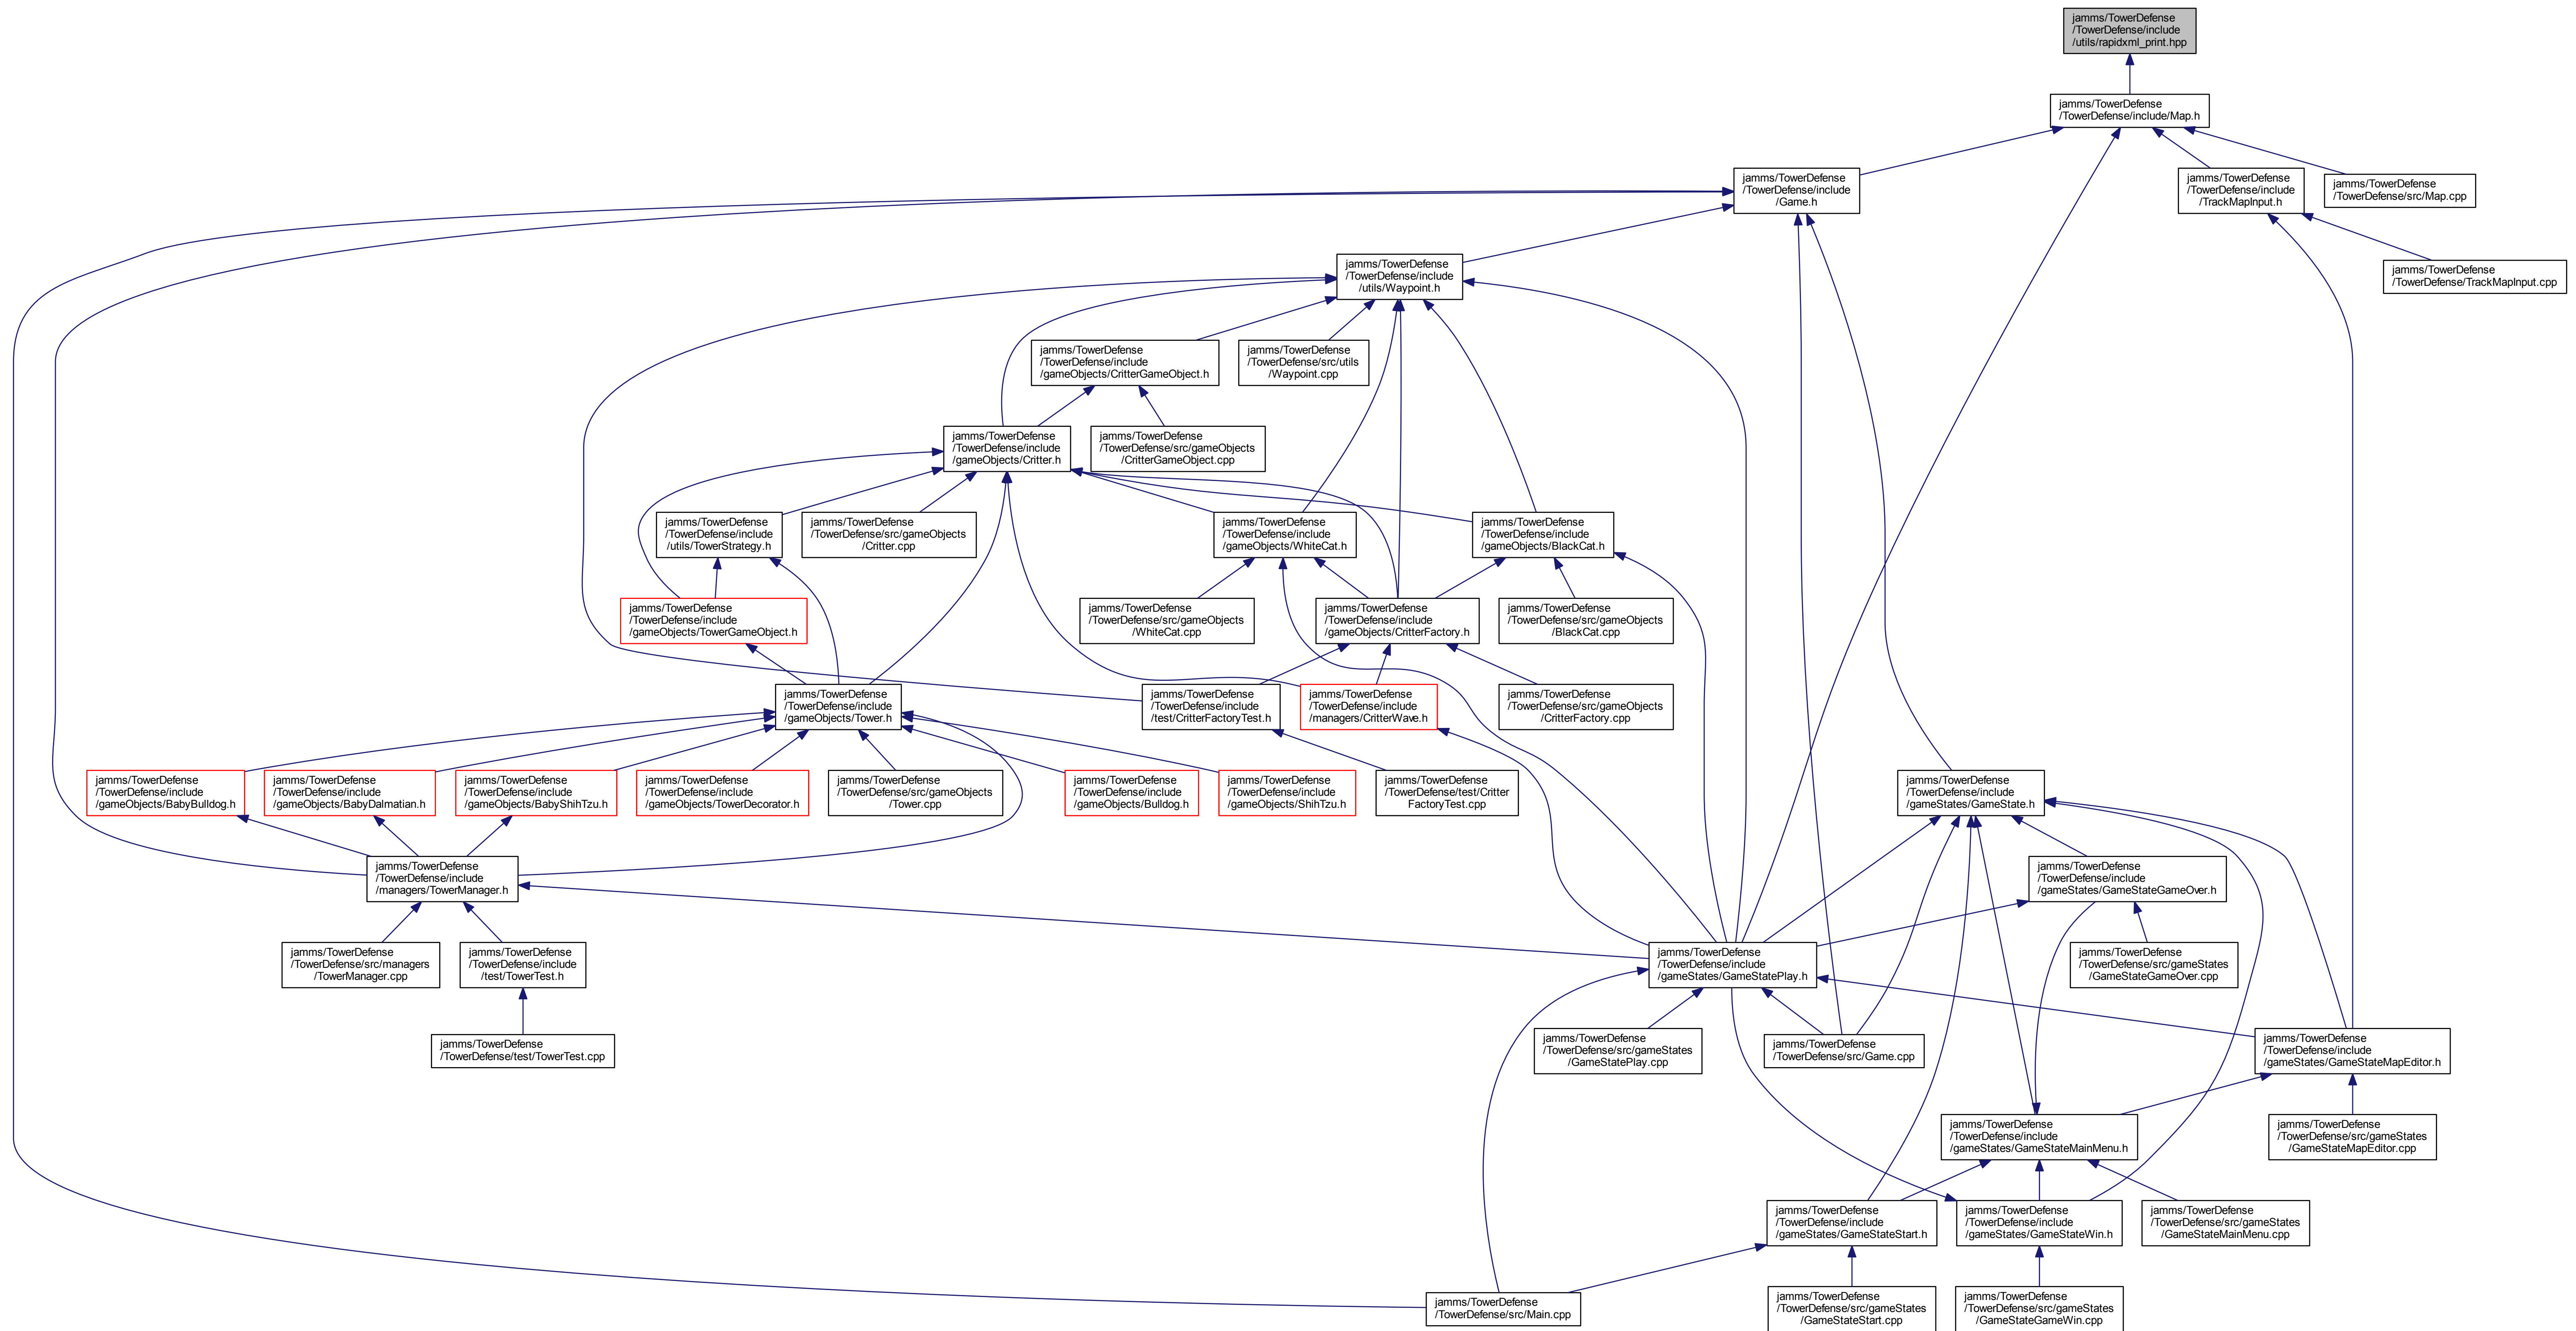 jamms/TowerDefense
/TowerDefense/include
/utils/rapidxml_print.hpp
jamms/TowerDefense
/TowerDefense/include/Map.h
jamms/TowerDefense
/TowerDefense/include
/Game.h
jamms/TowerDefense
/TowerDefense/include
/TrackMapInput.h
jamms/TowerDefense
/TowerDefense/src/Map.cpp
jamms/TowerDefense
/TowerDefense/include
/utils/Waypoint.h
jamms/TowerDefense
/TowerDefense/TrackMapInput.cpp
jamms/TowerDefense
/TowerDefense/include
/gameObjects/CritterGameObject.h
jamms/TowerDefense
/TowerDefense/src/utils
/Waypoint.cpp
jamms/TowerDefense
/TowerDefense/include
/gameObjects/Critter.h
jamms/TowerDefense
/TowerDefense/src/gameObjects
/CritterGameObject.cpp
jamms/TowerDefense
/TowerDefense/include
/utils/TowerStrategy.h
jamms/TowerDefense
/TowerDefense/src/gameObjects
/Critter.cpp
jamms/TowerDefense
/TowerDefense/include
/gameObjects/WhiteCat.h
jamms/TowerDefense
/TowerDefense/include
/gameObjects/BlackCat.h
jamms/TowerDefense
/TowerDefense/include
/gameObjects/TowerGameObject.h
jamms/TowerDefense
/TowerDefense/src/gameObjects
/WhiteCat.cpp
jamms/TowerDefense
/TowerDefense/include
/gameObjects/CritterFactory.h
jamms/TowerDefense
/TowerDefense/src/gameObjects
/BlackCat.cpp
jamms/TowerDefense
/TowerDefense/include
/gameObjects/Tower.h
jamms/TowerDefense
/TowerDefense/include
/test/CritterFactoryTest.h
jamms/TowerDefense
/TowerDefense/include
/managers/CritterWave.h
jamms/TowerDefense
/TowerDefense/src/gameObjects
/CritterFactory.cpp
jamms/TowerDefense
/TowerDefense/include
/gameObjects/BabyBulldog.h
jamms/TowerDefense
/TowerDefense/include
/gameObjects/BabyDalmatian.h
jamms/TowerDefense
/TowerDefense/include
/gameObjects/BabyShihTzu.h
jamms/TowerDefense
/TowerDefense/include
/gameObjects/TowerDecorator.h
jamms/TowerDefense
/TowerDefense/src/gameObjects
/Tower.cpp
jamms/TowerDefense
/TowerDefense/include
/gameObjects/Bulldog.h
jamms/TowerDefense
/TowerDefense/include
/gameObjects/ShihTzu.h
jamms/TowerDefense
/TowerDefense/test/Critter
FactoryTest.cpp
jamms/TowerDefense
/TowerDefense/include
/gameStates/GameState.h
jamms/TowerDefense
/TowerDefense/include
/managers/TowerManager.h
jamms/TowerDefense
/TowerDefense/include
/gameStates/GameStateGameOver.h
jamms/TowerDefense
/TowerDefense/src/managers
/TowerManager.cpp
jamms/TowerDefense
/TowerDefense/include
/test/TowerTest.h
jamms/TowerDefense
/TowerDefense/include
/gameStates/GameStatePlay.h
jamms/TowerDefense
/TowerDefense/src/gameStates
/GameStateGameOver.cpp
jamms/TowerDefense
/TowerDefense/test/TowerTest.cpp
jamms/TowerDefense
/TowerDefense/src/gameStates
/GameStatePlay.cpp
jamms/TowerDefense
/TowerDefense/src/Game.cpp
jamms/TowerDefense
/TowerDefense/include
/gameStates/GameStateMapEditor.h
jamms/TowerDefense
/TowerDefense/include
/gameStates/GameStateMainMenu.h
jamms/TowerDefense
/TowerDefense/src/gameStates
/GameStateMapEditor.cpp
jamms/TowerDefense
/TowerDefense/include
/gameStates/GameStateStart.h
jamms/TowerDefense
/TowerDefense/include
/gameStates/GameStateWin.h
jamms/TowerDefense
/TowerDefense/src/gameStates
/GameStateMainMenu.cpp
jamms/TowerDefense
/TowerDefense/src/Main.cpp
jamms/TowerDefense
/TowerDefense/src/gameStates
/GameStateStart.cpp
jamms/TowerDefense
/TowerDefense/src/gameStates
/GameStateGameWin.cpp